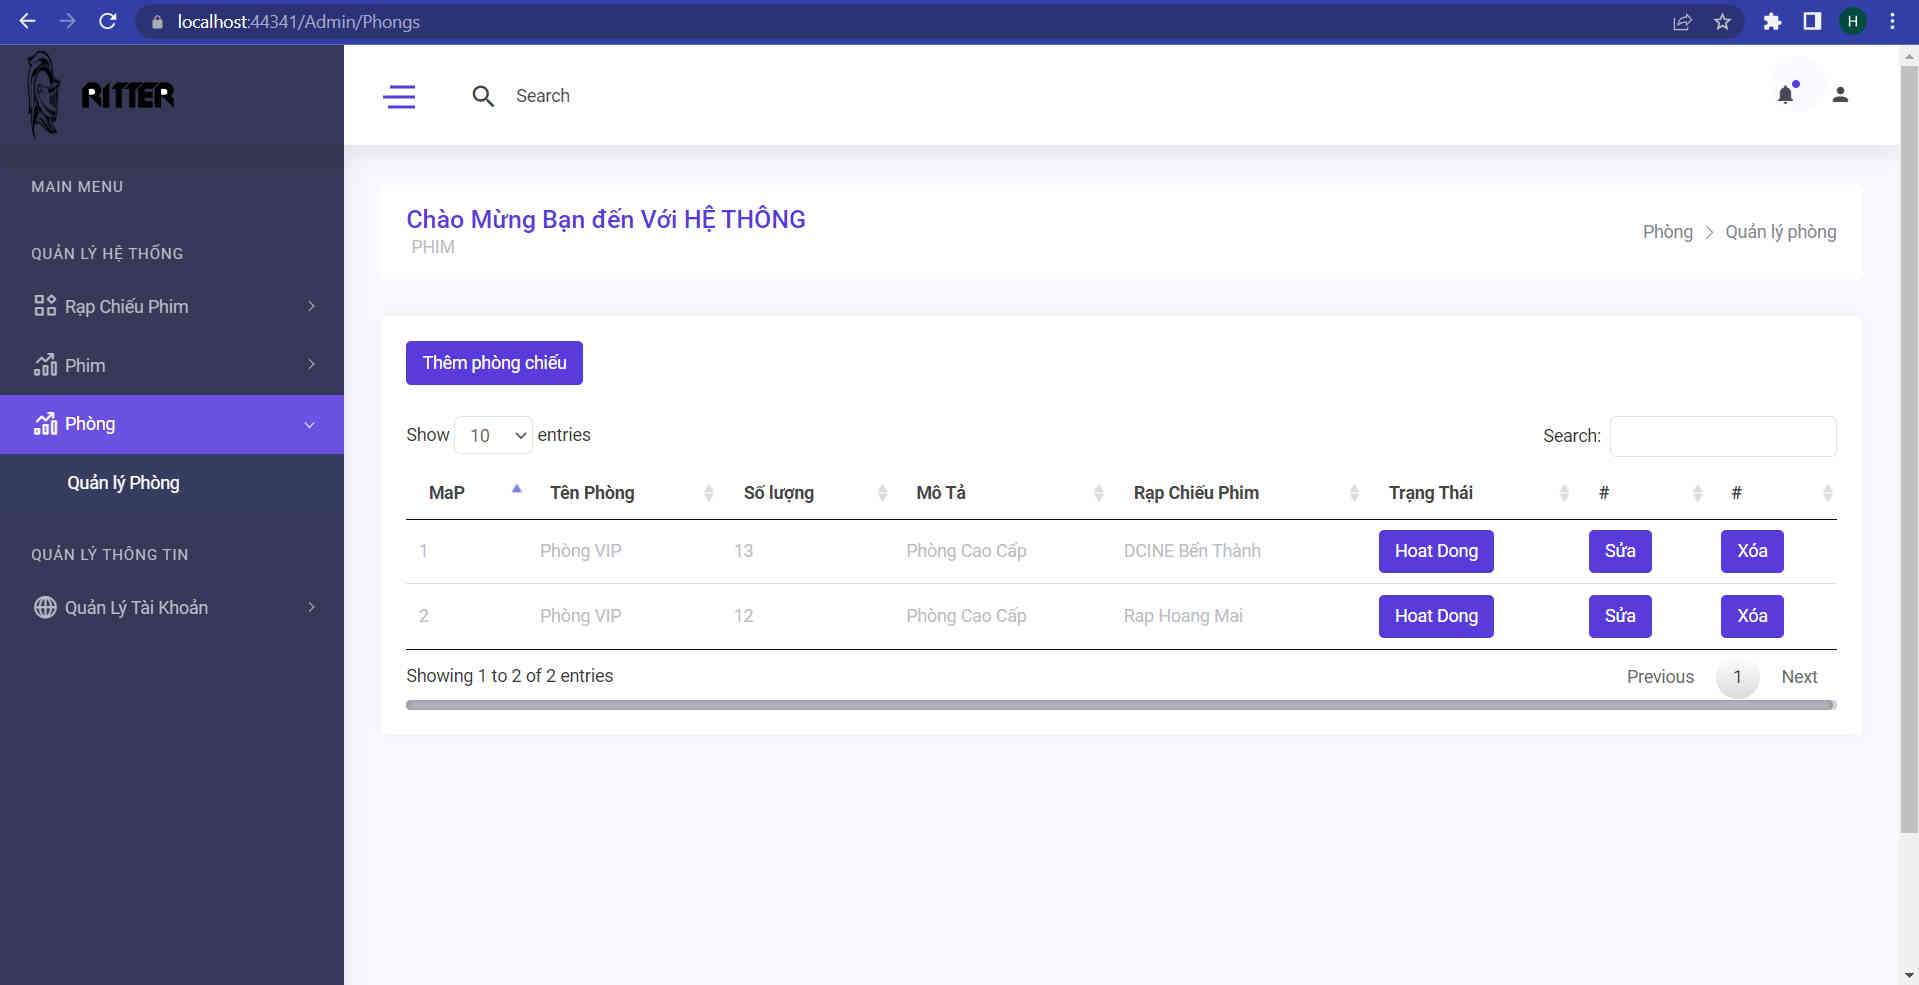 localhost:44341/Admin/Phongs
H
RITTER
Search
MAIN MENU
QUẢN LÝ HỆ THỐNG
Rạp Chiếu Phim
Phim
Phòng
Quản lý Phòng
QUẢN LÝ THÔNG TIN
Quản Lý Tài Khoản
Chào Mừng Bạn đến Với HỆ THÔNG
PHIM
Phòng > Quản lý phòng
Thêm phòng chiếu
Show 10 entries
Search:
MaP Tên Phòng Số lượng Mô Tả Rạp Chiếu Phim Trạng Thái # #
1 Phòng VIP 13 Phòng Cao Cấp DCINE Bến Thành Hoat Dong Sửa Xóa
2 Phòng VIP 12 Phòng Cao Cấp Rap Hoang Mai Hoat Dong Sửa Xóa
Showing 1 to 2 of 2 entries
Previous 1 Next